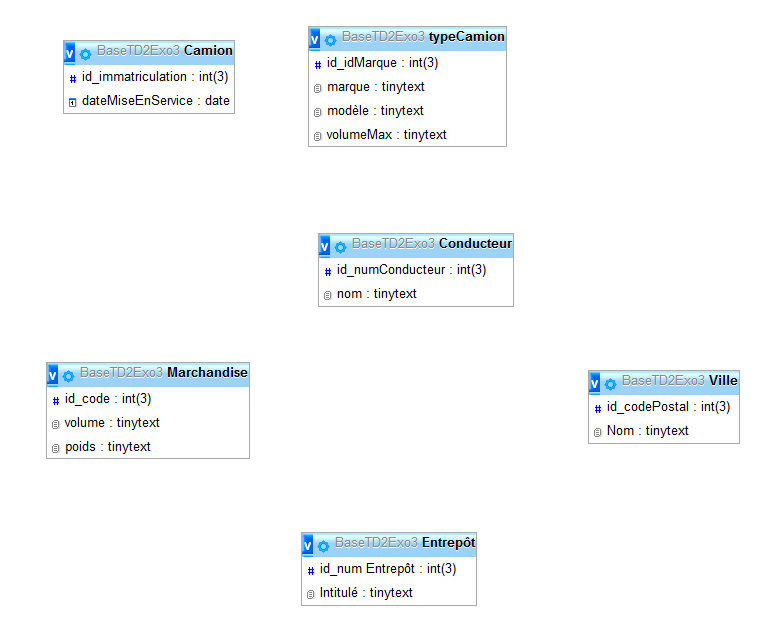 v BaseTD2Exo3 Camion
# id_immatriculation : int(3)
dateMiseEnService : date
v BaseTD2Exo3 typeCamion
# id_idMarque : int(3)
marque : tinytext
modèle : tinytext
volumeMax : tinytext
v BaseTD2Exo3 Conducteur
# id_numConducteur : int(3)
nom : tinytext
v BaseTD2Exo3 Marchandise
# id_code : int(3)
volume : tinytext
poids : tinytext
v BaseTD2Exo3 Ville
# id_codePostal : int(3)
Nom : tinytext
v BaseTD2Exo3 Entrepôt
# id_num Entrepôt : int(3)
Intitulé : tinytext